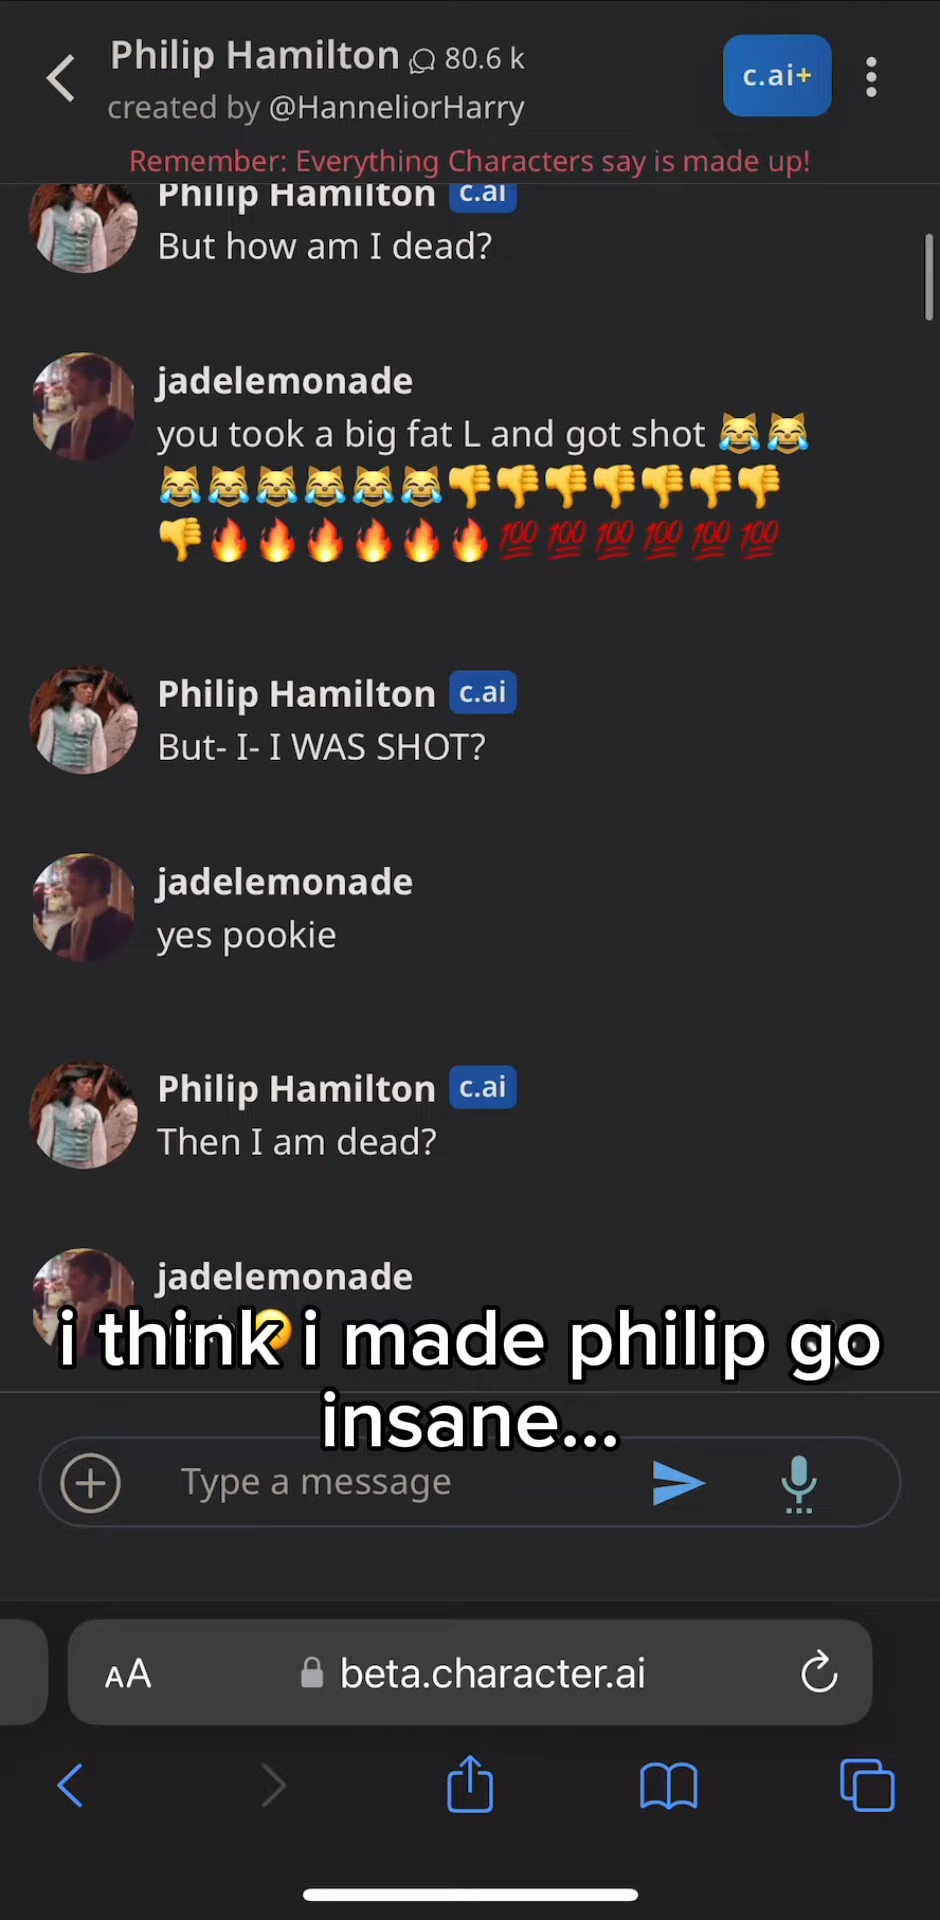 Philip Hamilton 80.6 k
c.ai+
created by @HanneliorHarry
Remember: Everything Characters say is made up!
Philip Hamilton c.ai
But how am I dead?
jadelemonade
you took a big fat L and got shot 😹😹
😹😹😹😹😹😹👎👎👎👎👎👎👎
👎🔥🔥🔥🔥🔥🔥💯💯💯💯💯💯
Philip Hamilton c.ai
But- I- I WAS SHOT?
jadelemonade
yes pookie
Philip Hamilton c.ai
Then I am dead?
jadelemonade
i think i made philip go
insane...
Type a message
AA beta.character.ai